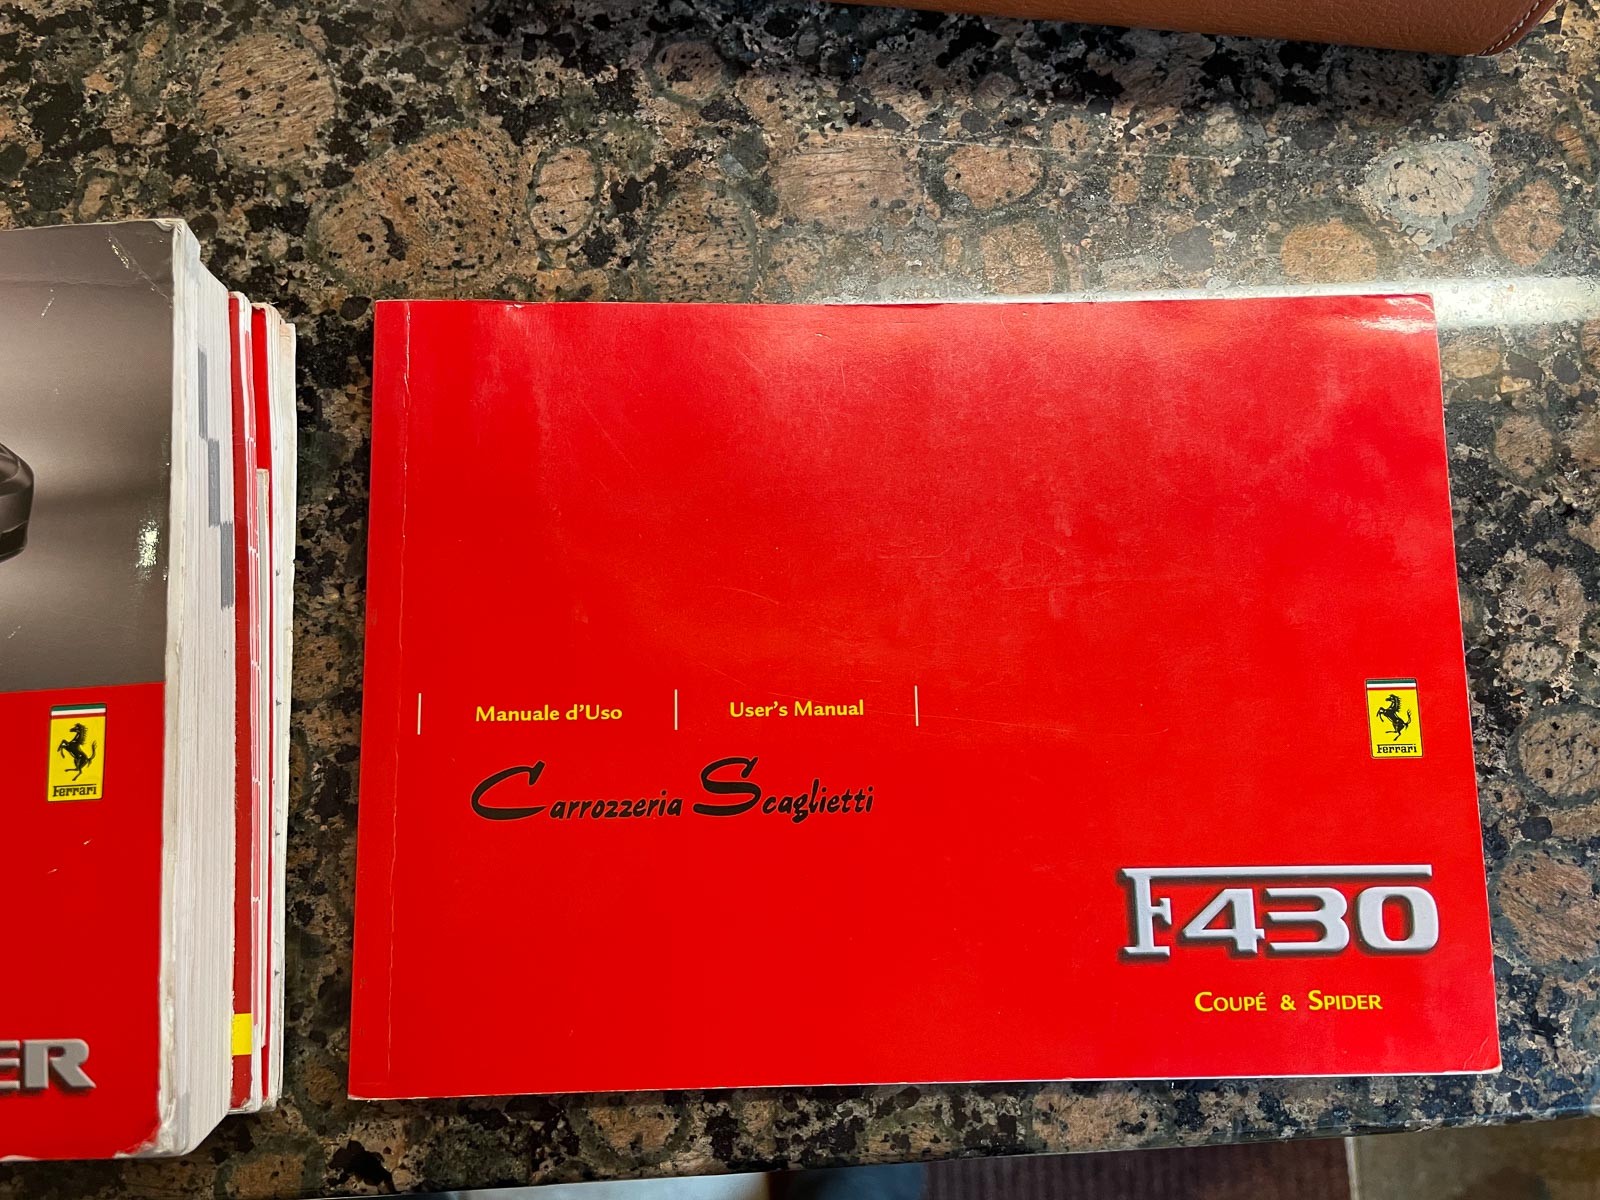 Manuale d'Uso
User's Manual
Carrozzeria Scaglietti
Ferrari
F430
COUPÉ & SPIDER
Ferrari
ER